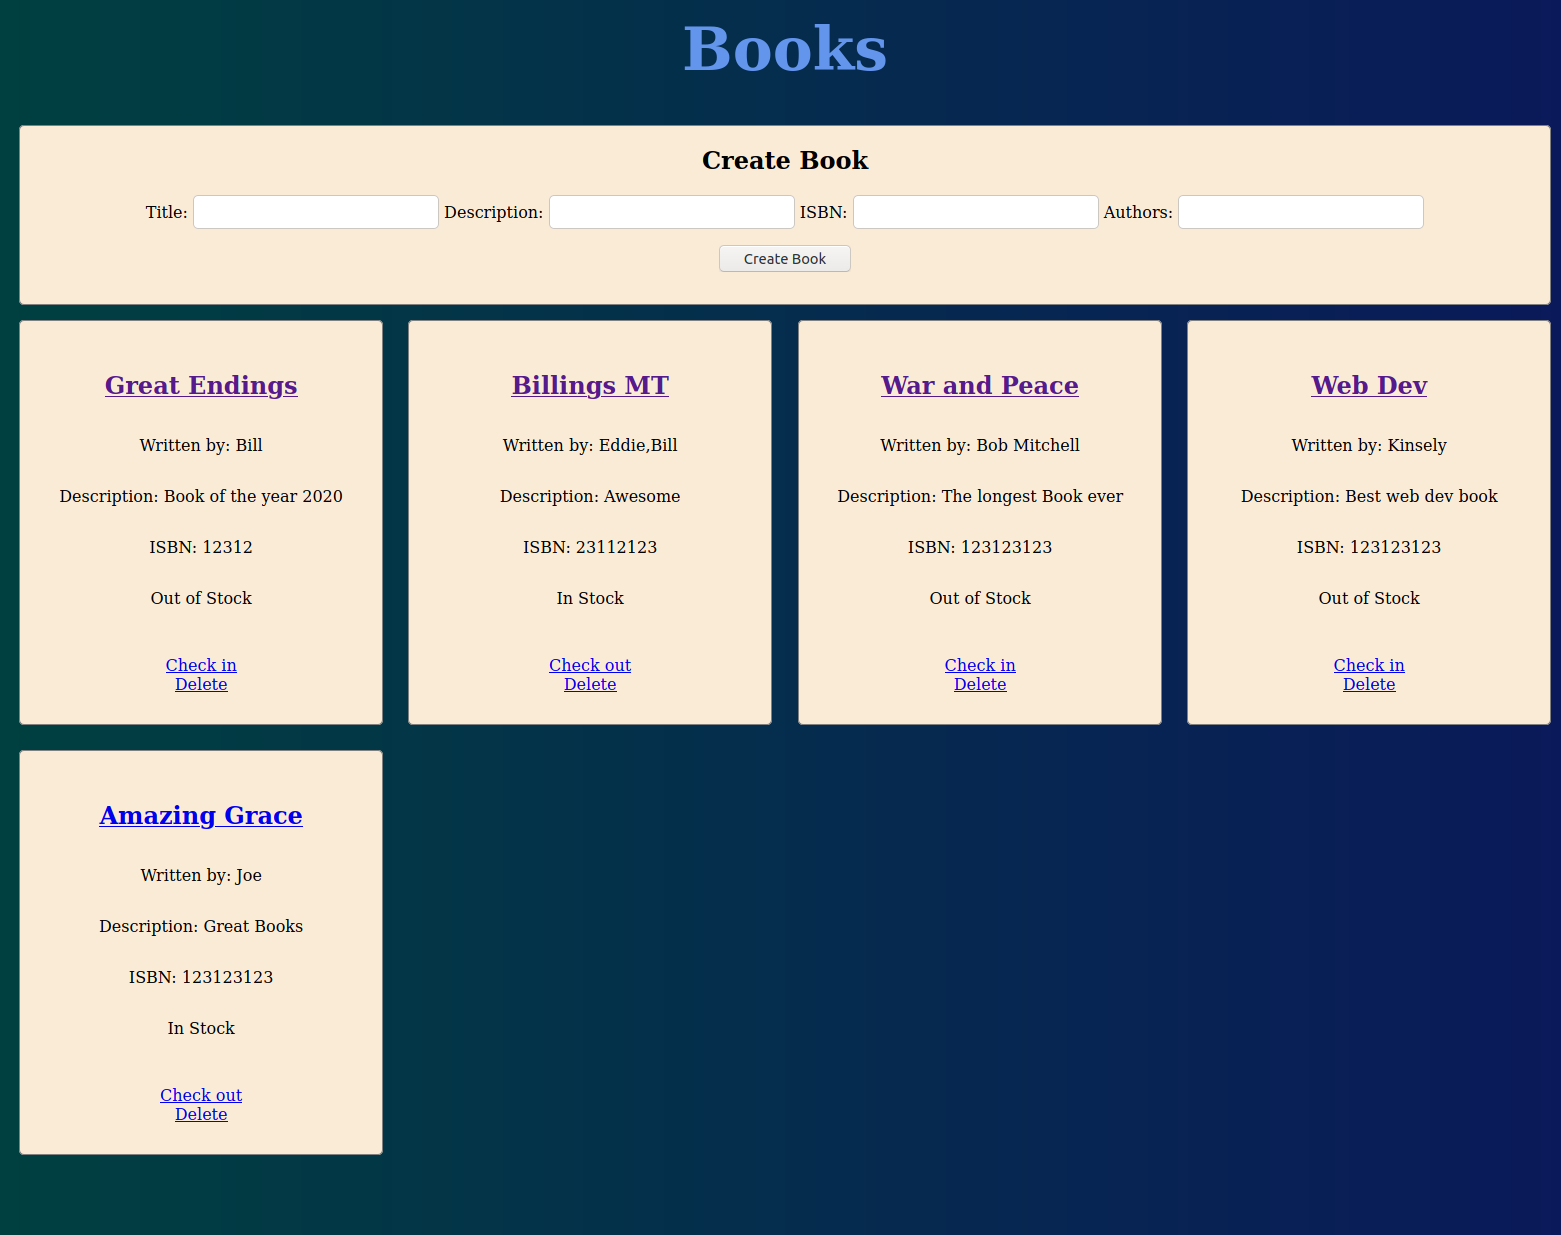 Books
Create Book
Title: Description: ISBN: Authors:
Create Book
Great Endings
Written by: Bill
Description: Book of the year 2020
ISBN: 12312
Out of Stock
Check in
Delete
Billings MT
Written by: Eddie,Bill
Description: Awesome
ISBN: 23112123
In Stock
Check out
Delete
War and Peace
Written by: Bob Mitchell
Description: The longest Book ever
ISBN: 123123123
Out of Stock
Check in
Delete
Web Dev
Written by: Kinsely
Description: Best web dev book
ISBN: 123123123
Out of Stock
Check in
Delete
Amazing Grace
Written by: Joe
Description: Great Books
ISBN: 123123123
In Stock
Check out
Delete